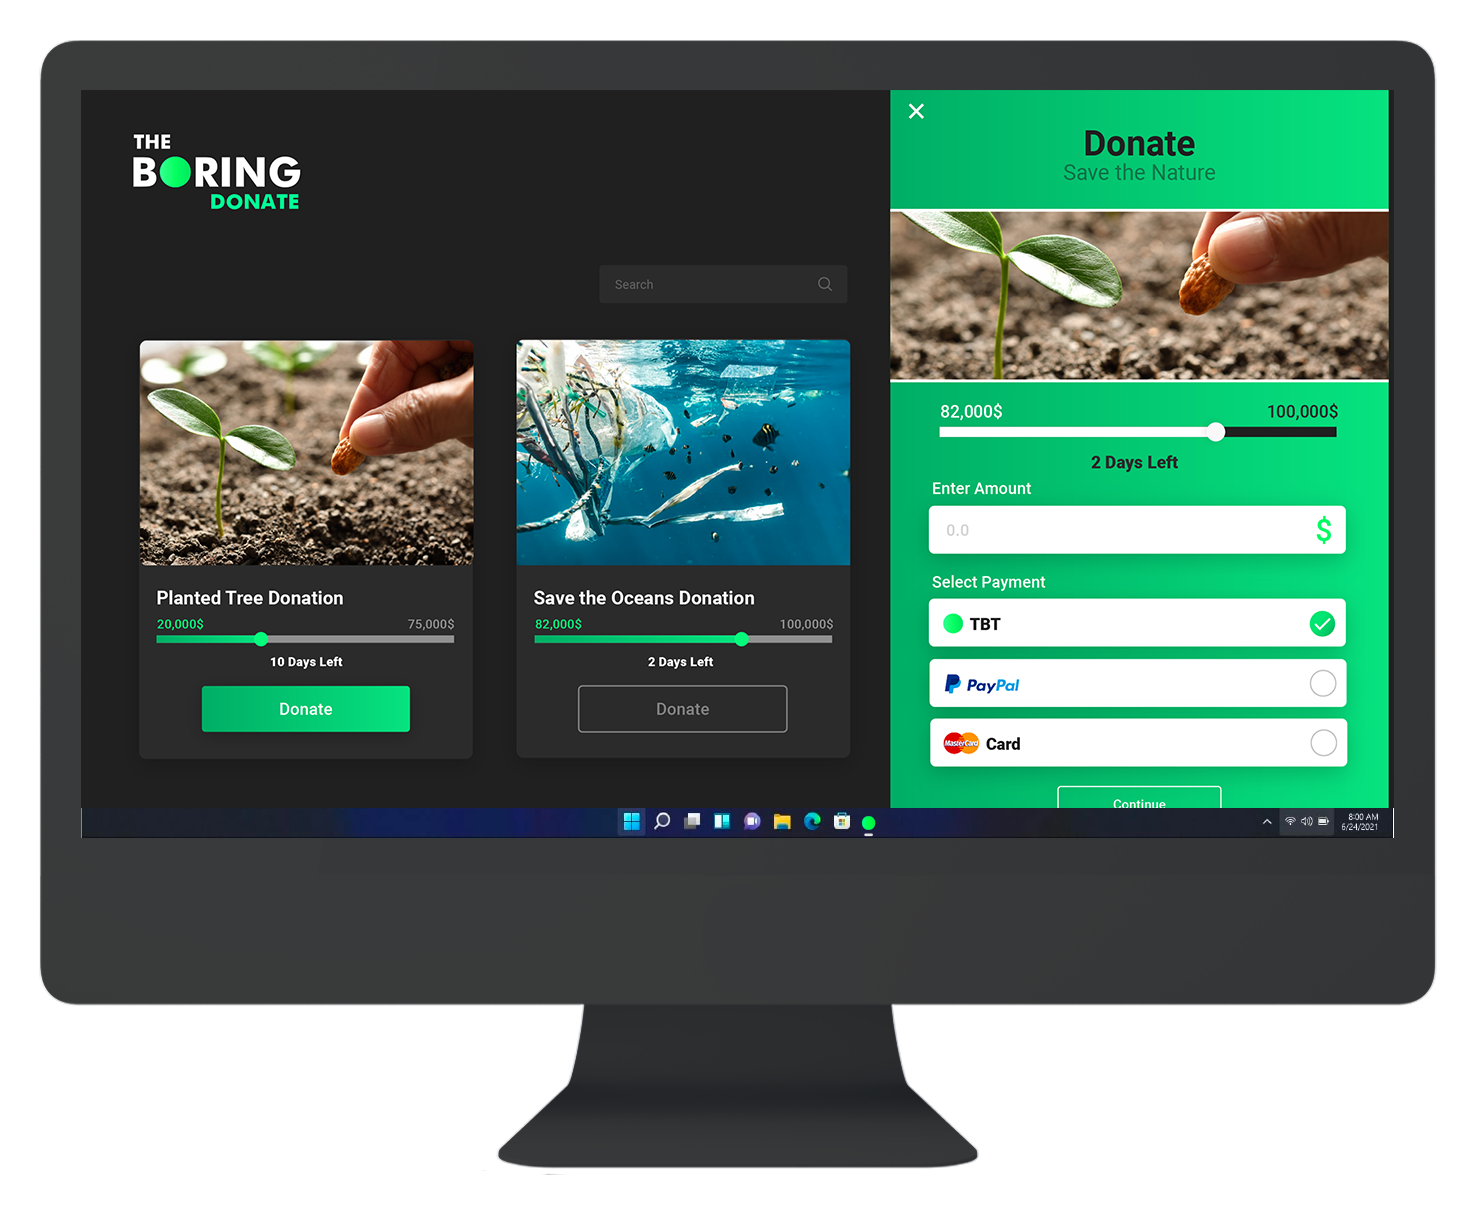 THE
BORING
DONATE
Search
Planted Tree Donation
20,000$ 75,000$
10 Days Left
Donate
Save the Oceans Donation
82,000$ 100,000$
2 Days Left
Donate
Donate
Save the Nature
82,000$ 100,000$
2 Days Left
Enter Amount
0.0 $
Select Payment
TBT
PayPal
MasterCard Card
Continue
8:00 AM
6/24/2021